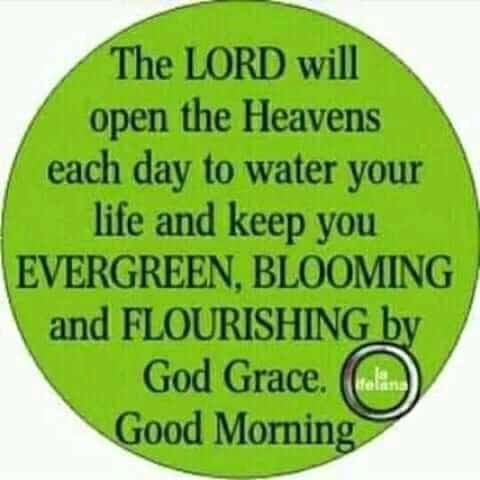 The LORD will
open the Heavens
each day to water your
life and keep you
EVERGREEN, BLOOMING
and FLOURISHING by
God Grace.
Good Morning
la
ifelana